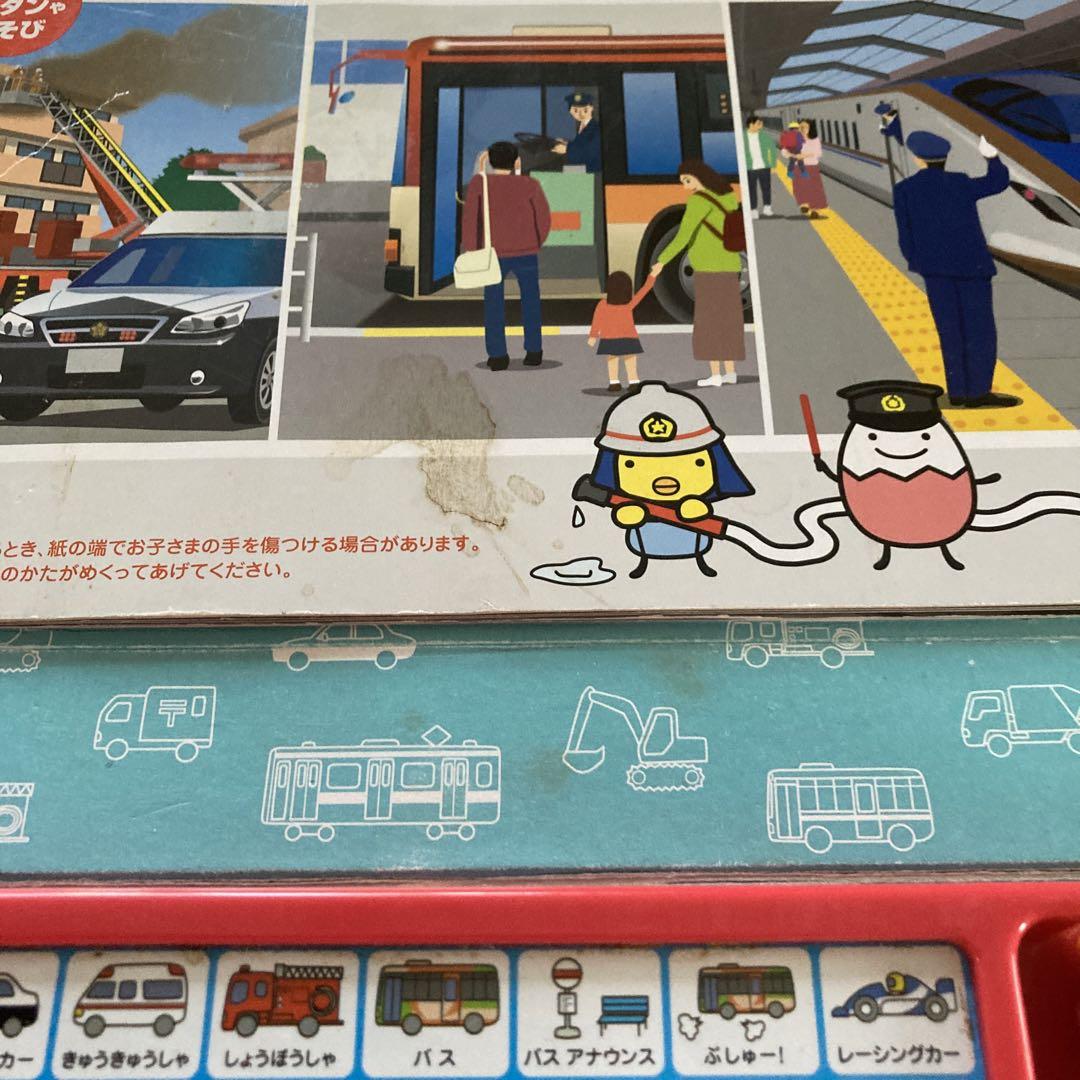 タンや
そび
とき、紙の端でお子さまの手を傷つける場合があります。
のかたがめくってあげてください。
カー
きゅうきゅうしゃ
しょうぼうしゃ
バス
バス アナウンス
ぷしゅー!
レーシングカー